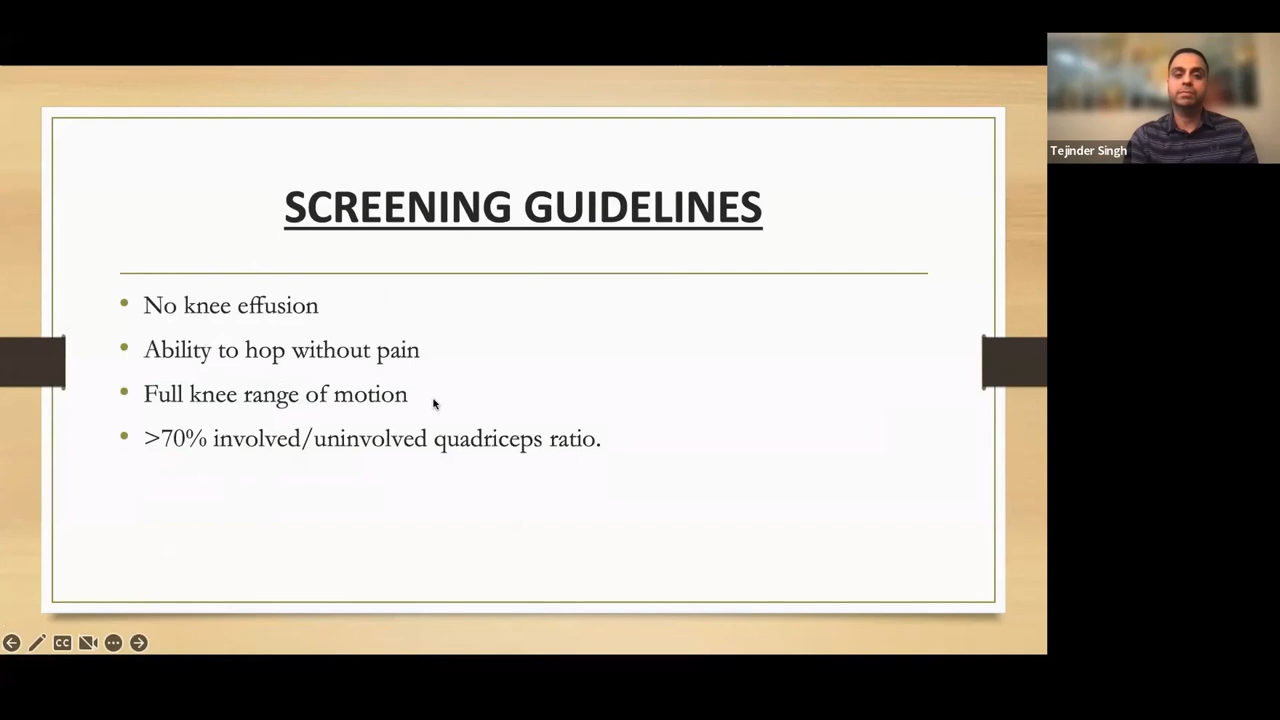 SCREENING GUIDELINES
• No knee effusion
• Ability to hop without pain
• Full knee range of motion
• >70% involved/uninvolved quadriceps ratio.
Tejinder Singh
CC